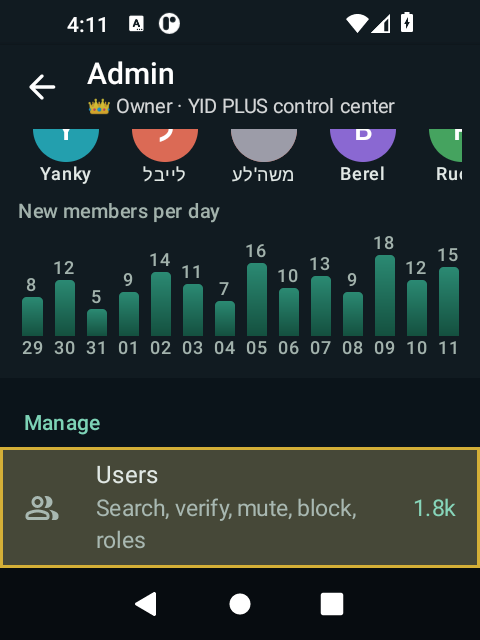 4:11
Admin
👑 Owner · YID PLUS control center
Yanky
לייבל
משה'לע
Berel
New members per day
8 12 5 9 14 11 7 16 10 13 9 18 12 15
29 30 31 01 02 03 04 05 06 07 08 09 10 11
Manage
Users
Search, verify, mute, block,
roles
1.8k